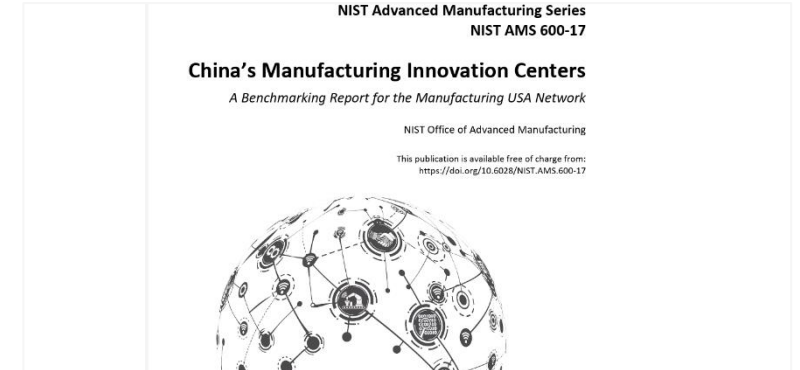 NIST Advanced Manufacturing Series
NIST AMS 600-17
China’s Manufacturing Innovation Centers
A Benchmarking Report for the Manufacturing USA Network
NIST Office of Advanced Manufacturing
This publication is available free of charge from:
https://doi.org/10.6028/NIST.AMS.600-17